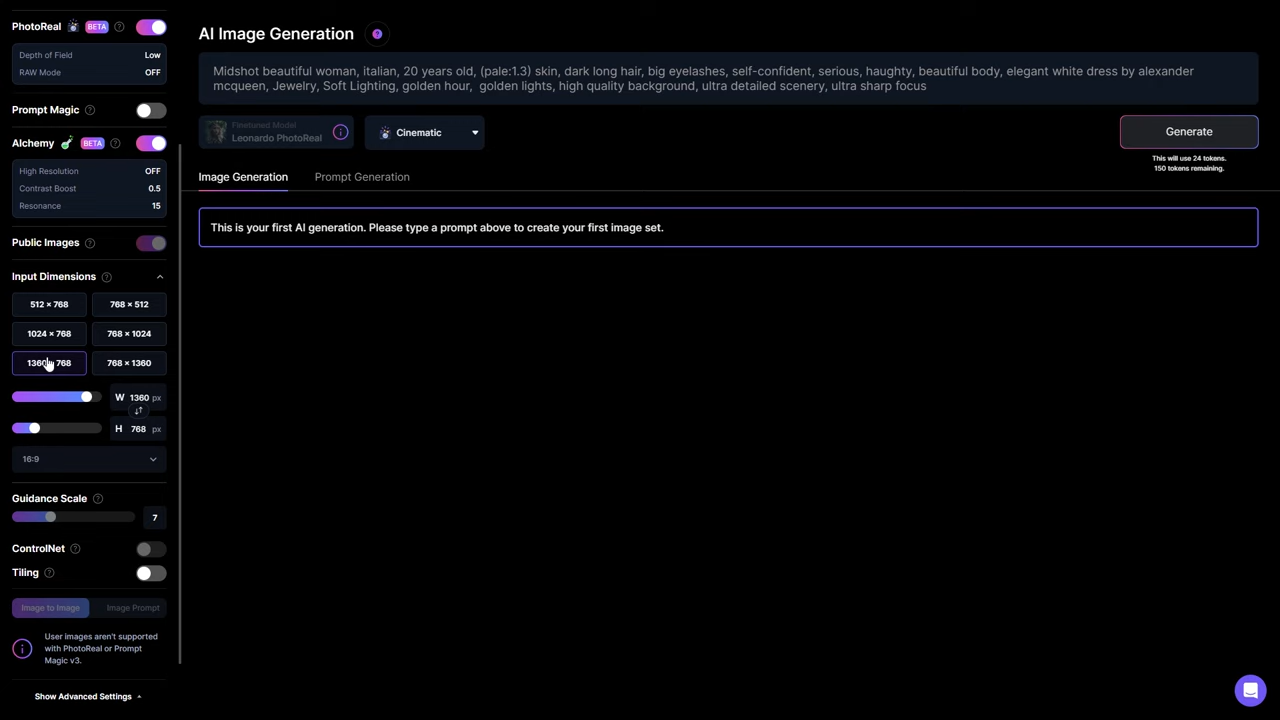 PhotoReal BETA
Depth of Field Low
RAW Mode OFF
Prompt Magic
Alchemy BETA
High Resolution OFF
Contrast Boost 0.5
Resonance 15
Public Images
Input Dimensions
512 × 768 768 × 512
1024 × 768 768 × 1024
1360 × 768 768 × 1360
W 1360 px
H 768 px
16:9
Guidance Scale
7
ControlNet
Tiling
Image to Image Image Prompt
User images aren't supported
with PhotoReal or Prompt
Magic v3.
Show Advanced Settings
AI Image Generation
Midshot beautiful woman, italian, 20 years old, (pale:1.3) skin, dark long hair, big eyelashes, self-confident, serious, haughty, beautiful body, elegant white dress by alexander
mcqueen, Jewelry, Soft Lighting, golden hour, golden lights, high quality background, ultra detailed scenery, ultra sharp focus
Finetuned Model
Leonardo PhotoReal
Cinematic
Generate
This will use 24 tokens.
150 tokens remaining.
Image Generation Prompt Generation
This is your first AI generation. Please type a prompt above to create your first image set.